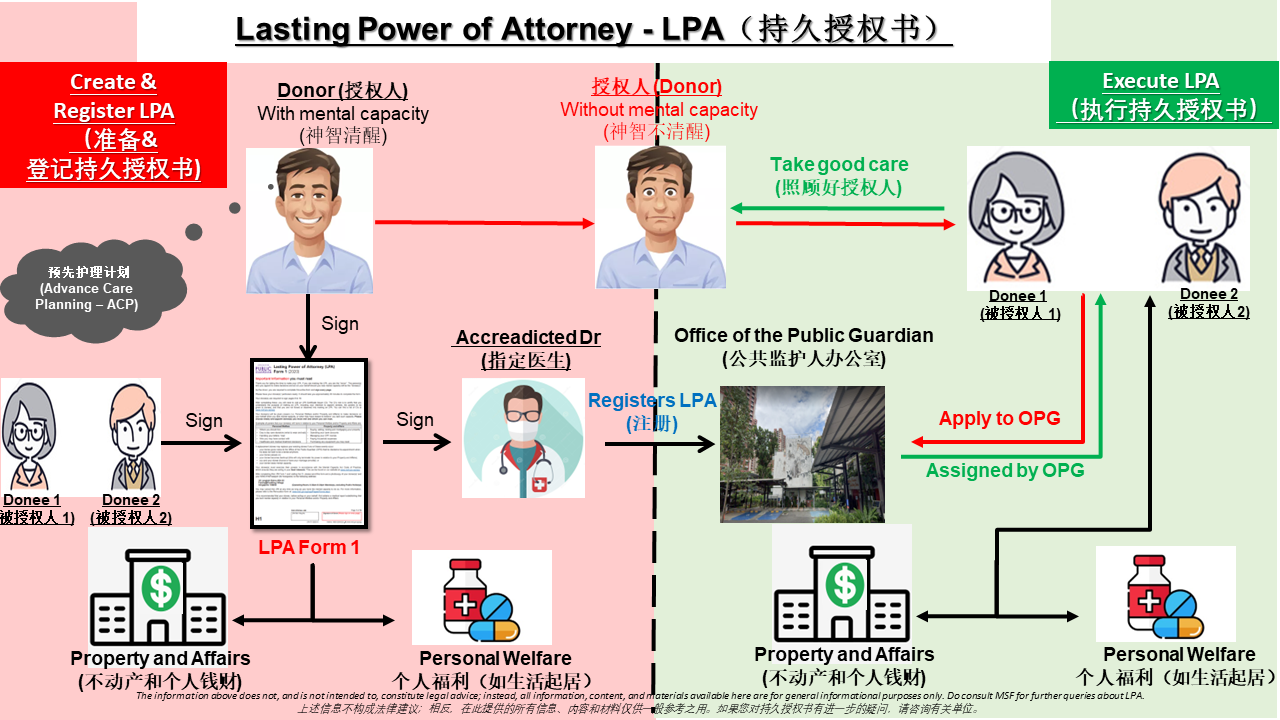 Lasting Power of Attorney - LPA（持久授权书）
Create &
Register LPA
（准备&
登记持久授权书)
Donor (授权人)
With mental capacity
(神智清醒)
授权人 (Donor)
Without mental capacity
(神智不清醒)
Execute LPA
（执行持久授权书）
Take good care
(照顾好授权人)
预先护理计划
(Advance Care
Planning – ACP)
Donee 1
(被授权人 1)
Donee 2
(被授权人2)
Sign
Accreadicted Dr
(指定医生)
Office of the Public Guardian
(公共监护人办公室)
Lasting Power of Attorney (LPA)
Sign
Sign
Registers LPA
(注册)
Apply to OPG
Assigned by OPG
Donee 1
(被授权人 1)
Donee 2
(被授权人2)
LPA Form 1
Property and Affairs
(不动产和个人钱财)
Personal Welfare
个人福利（如生活起居）
Property and Affairs
(不动产和个人钱财)
Personal Welfare
个人福利（如生活起居）
The information above does not, and is not intended to, constitute legal advice; instead, all information, content, and materials available here are for general informational purposes only. Do consult MSF for further queries about LPA.
上述信息不构成法律建议；相反，在此提供的所有信息、内容和材料仅供一般参考之用。如果您对持久授权书有进一步的疑问，请咨询有关单位。